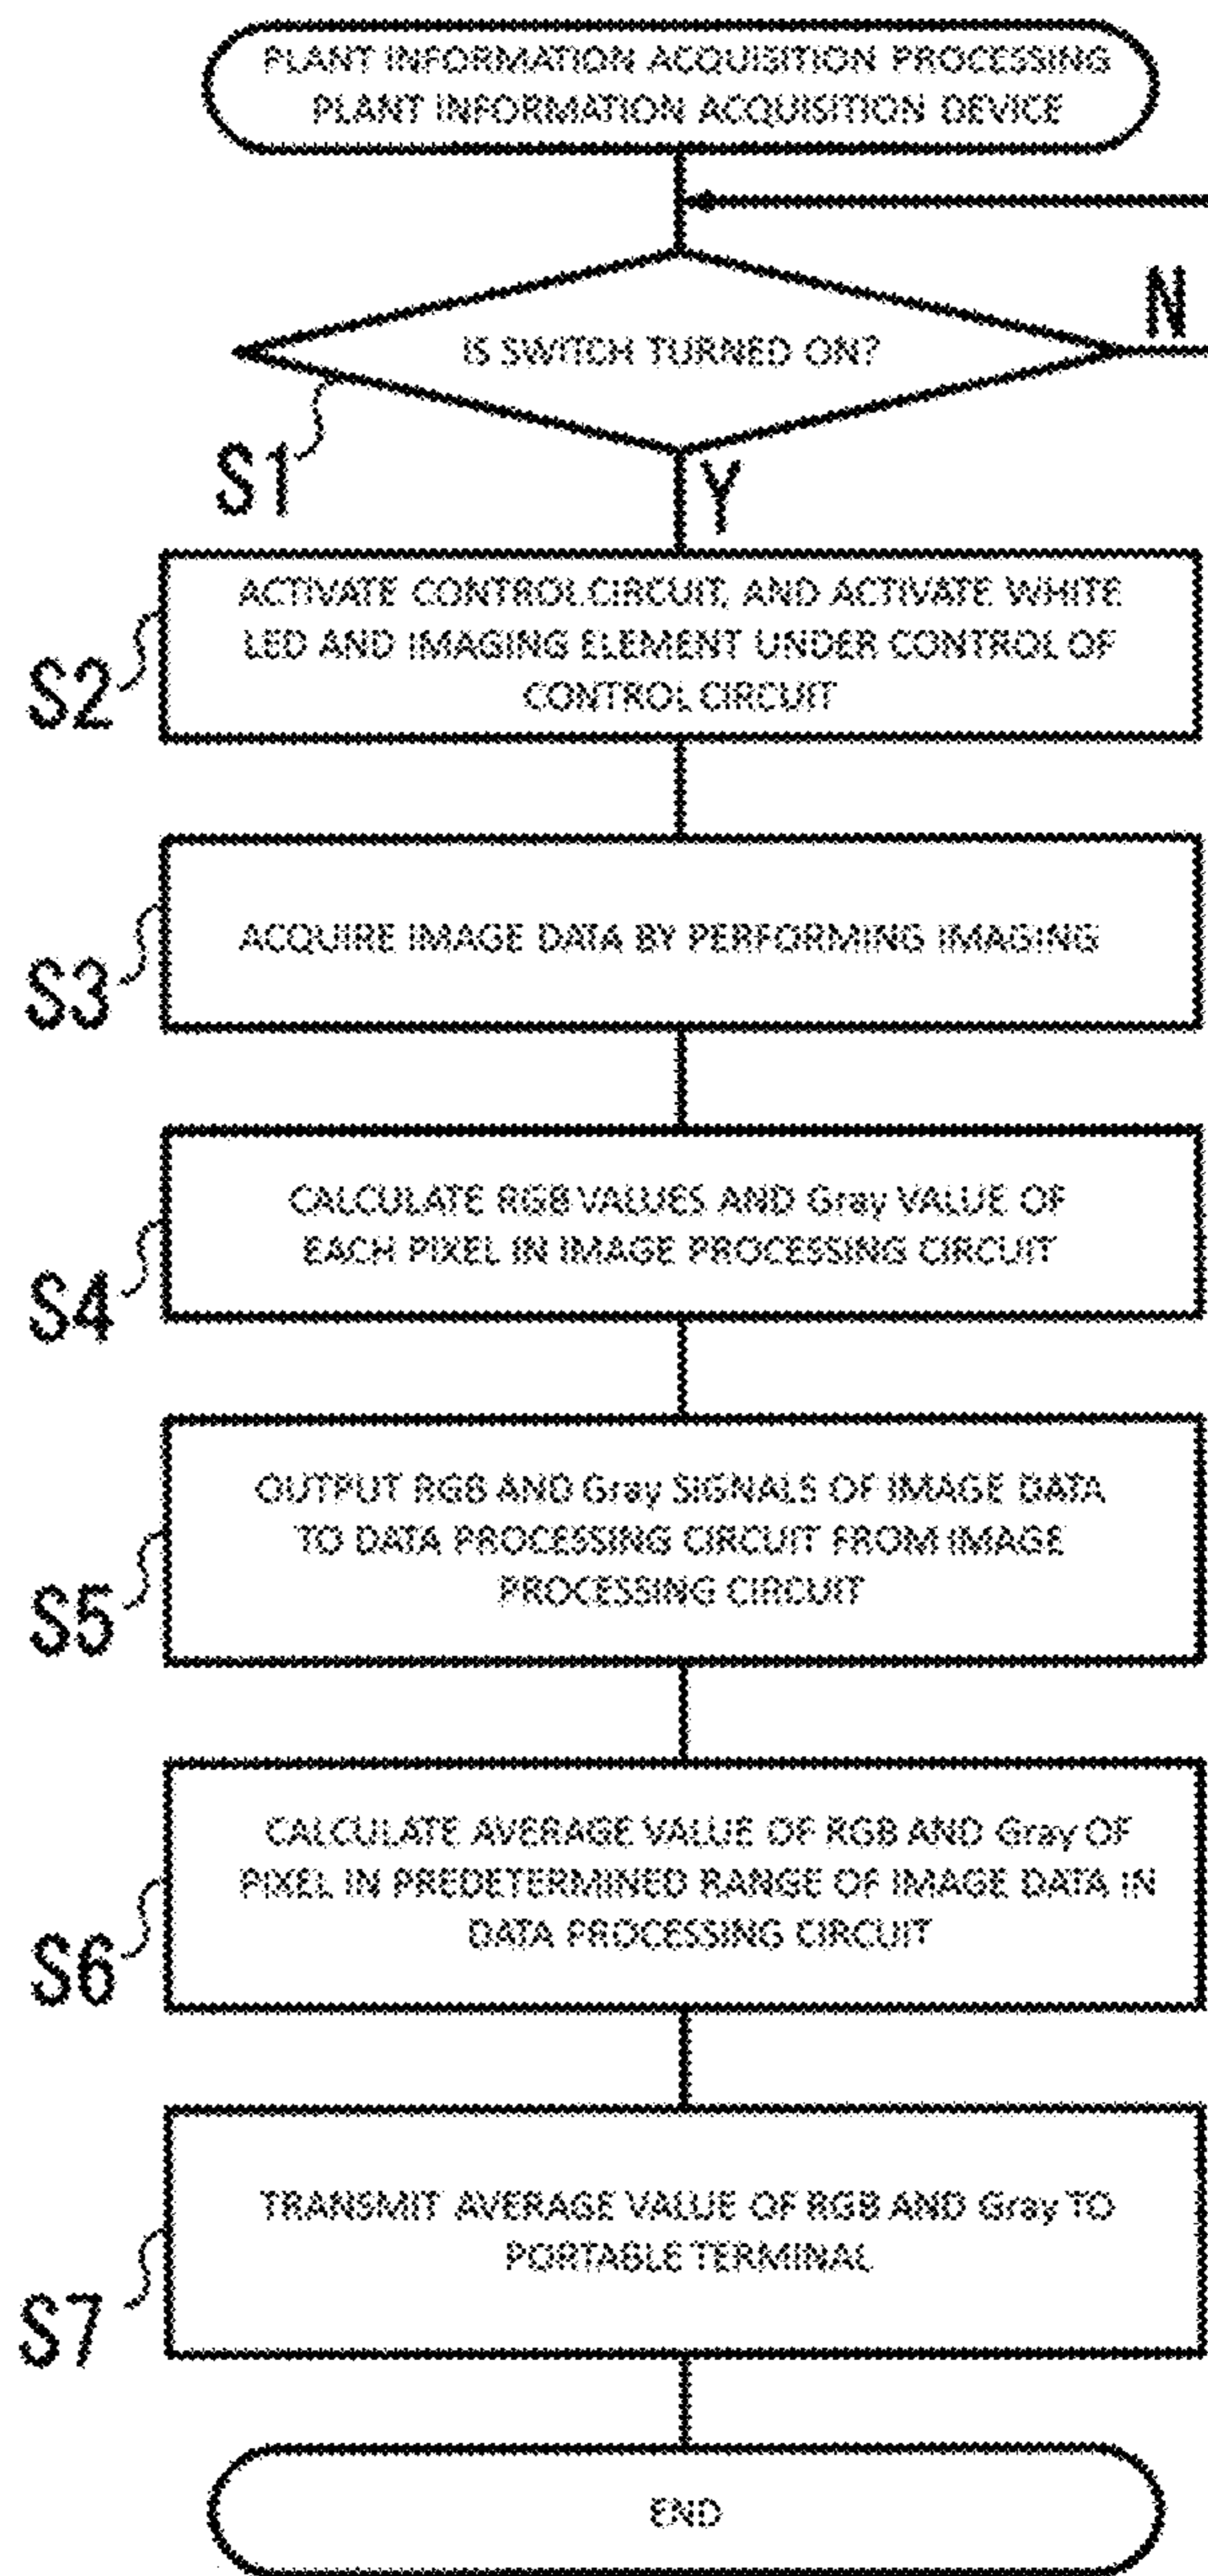 PLANT INFORMATION ACQUISITION PROCESSING
PLANT INFORMATION ACQUISITION DEVICE
N
IS SWITCH TURNED ON?
S1
Y
ACTIVATE CONTROL CIRCUIT, AND ACTIVATE WHITE
LED AND IMAGING ELEMENT UNDER CONTROL OF
CONTROL CIRCUIT
S2
ACQUIRE IMAGE DATA BY PERFORMING IMAGING
S3
CALCULATE RGB VALUES AND Gray VALUE OF
EACH PIXEL IN IMAGE PROCESSING CIRCUIT
S4
OUTPUT RGB AND Gray SIGNALS OF IMAGE DATA
TO DATA PROCESSING CIRCUIT FROM IMAGE
PROCESSING CIRCUIT
S5
CALCULATE AVERAGE VALUE OF RGB AND Gray OF
PIXEL IN PREDETERMINED RANGE OF IMAGE DATA IN
DATA PROCESSING CIRCUIT
S6
TRANSMIT AVERAGE VALUE OF RGB AND Gray TO
PORTABLE TERMINAL
S7
END